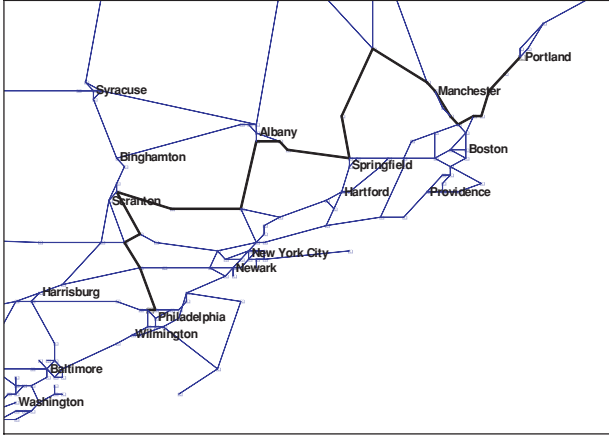 Portland
Syracuse
Manchester
Albany
Boston
Binghamton
Springfield
Scranton
Hartford
Providence
New York City
Newark
Harrisburg
Philadelphia
Wilmington
Baltimore
Washington